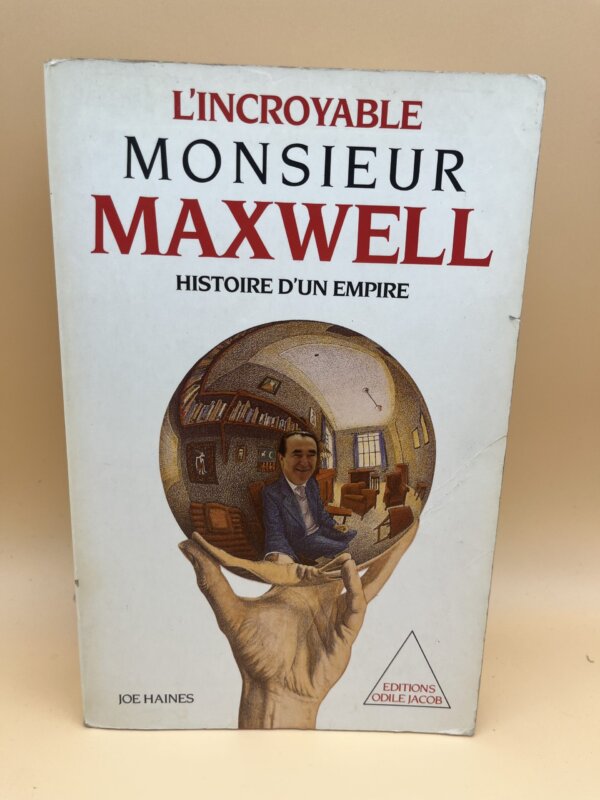 L'INCROYABLE
MONSIEUR
MAXWELL
HISTOIRE D'UN EMPIRE
JOE HAINES
EDITIONS
ODILE JACOB